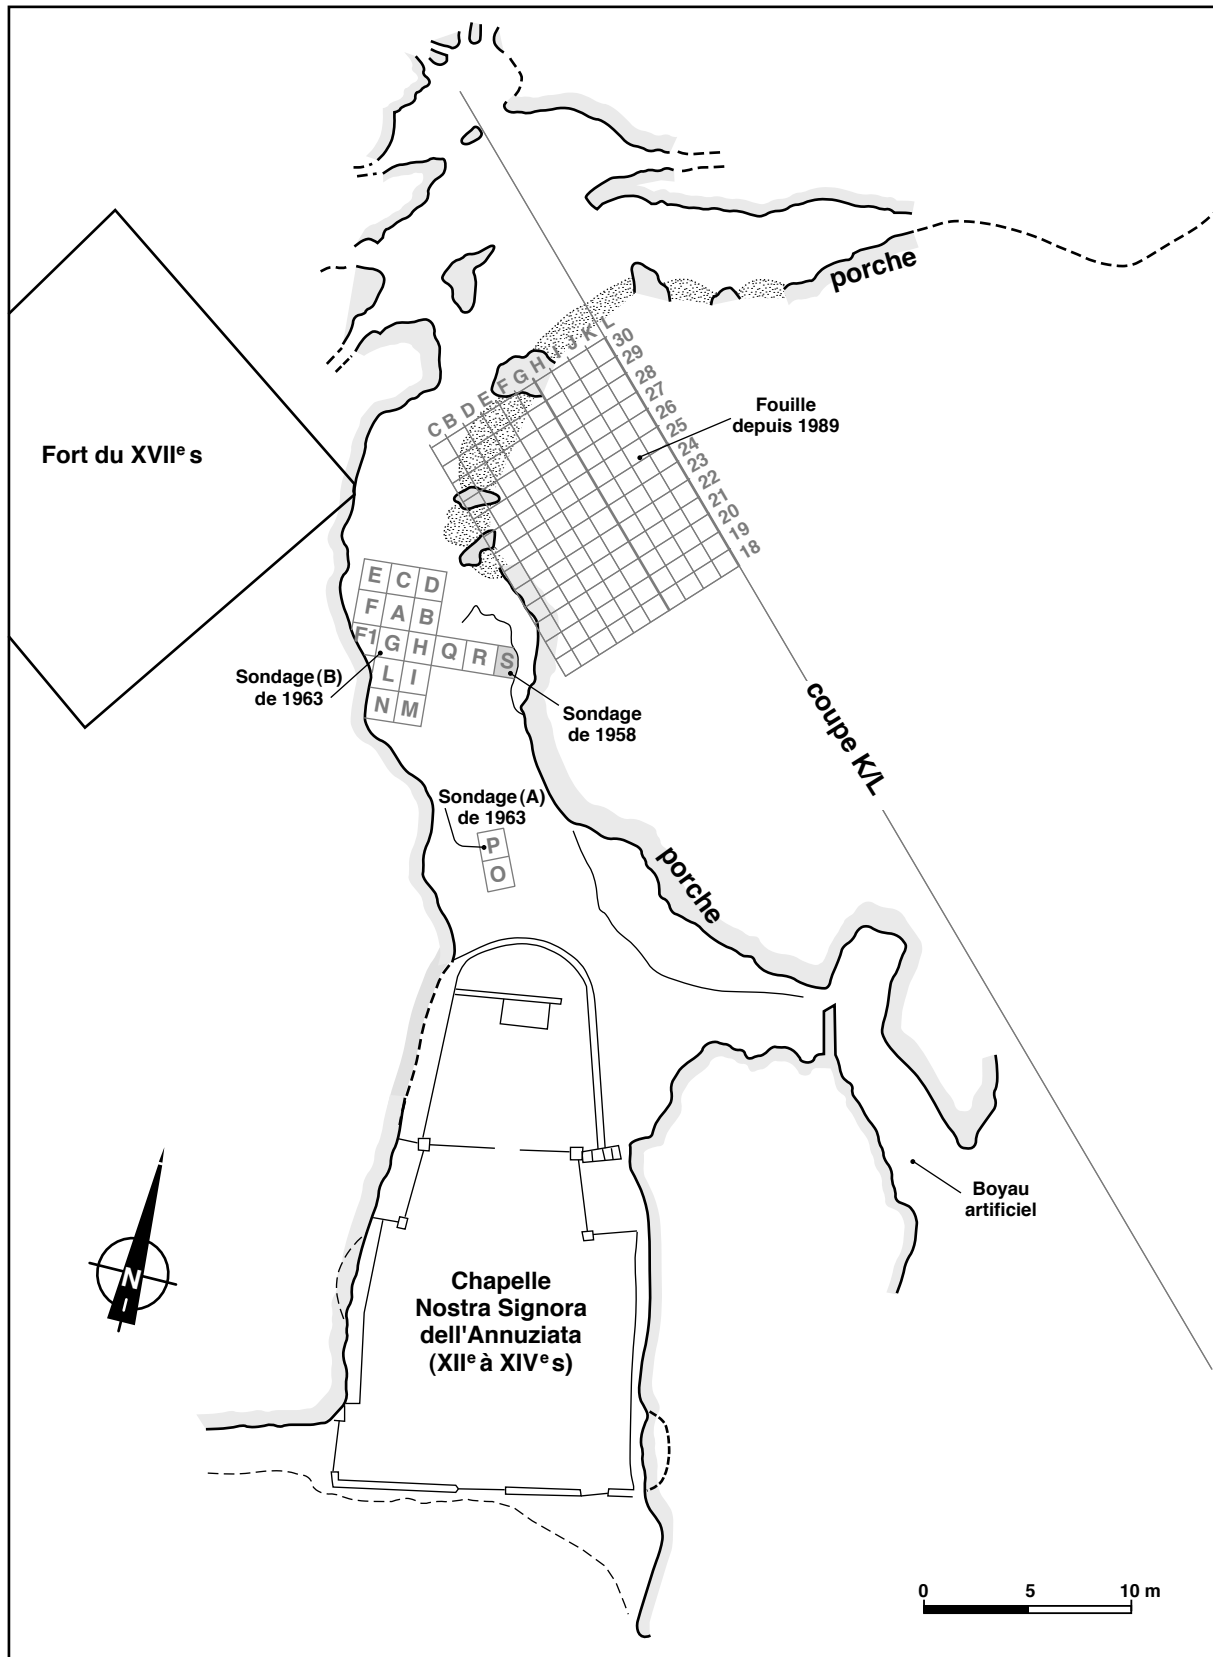 porche
C B D E F G H I J K L
30
29
28
27
26
25
24
23
22
21
20
19
18
Fouille
depuis 1989
Fort du XVIIe s
E C D
F A B
F1 G H Q R S
L I
N M
Sondage (B)
de 1963
Sondage
de 1958
coupe K/L
Sondage (A)
de 1963
P
O
porche
Boyau
artificiel
N
Chapelle
Nostra Signora
dell'Annuziata
(XIIe à XIVe s)
0 5 10 m